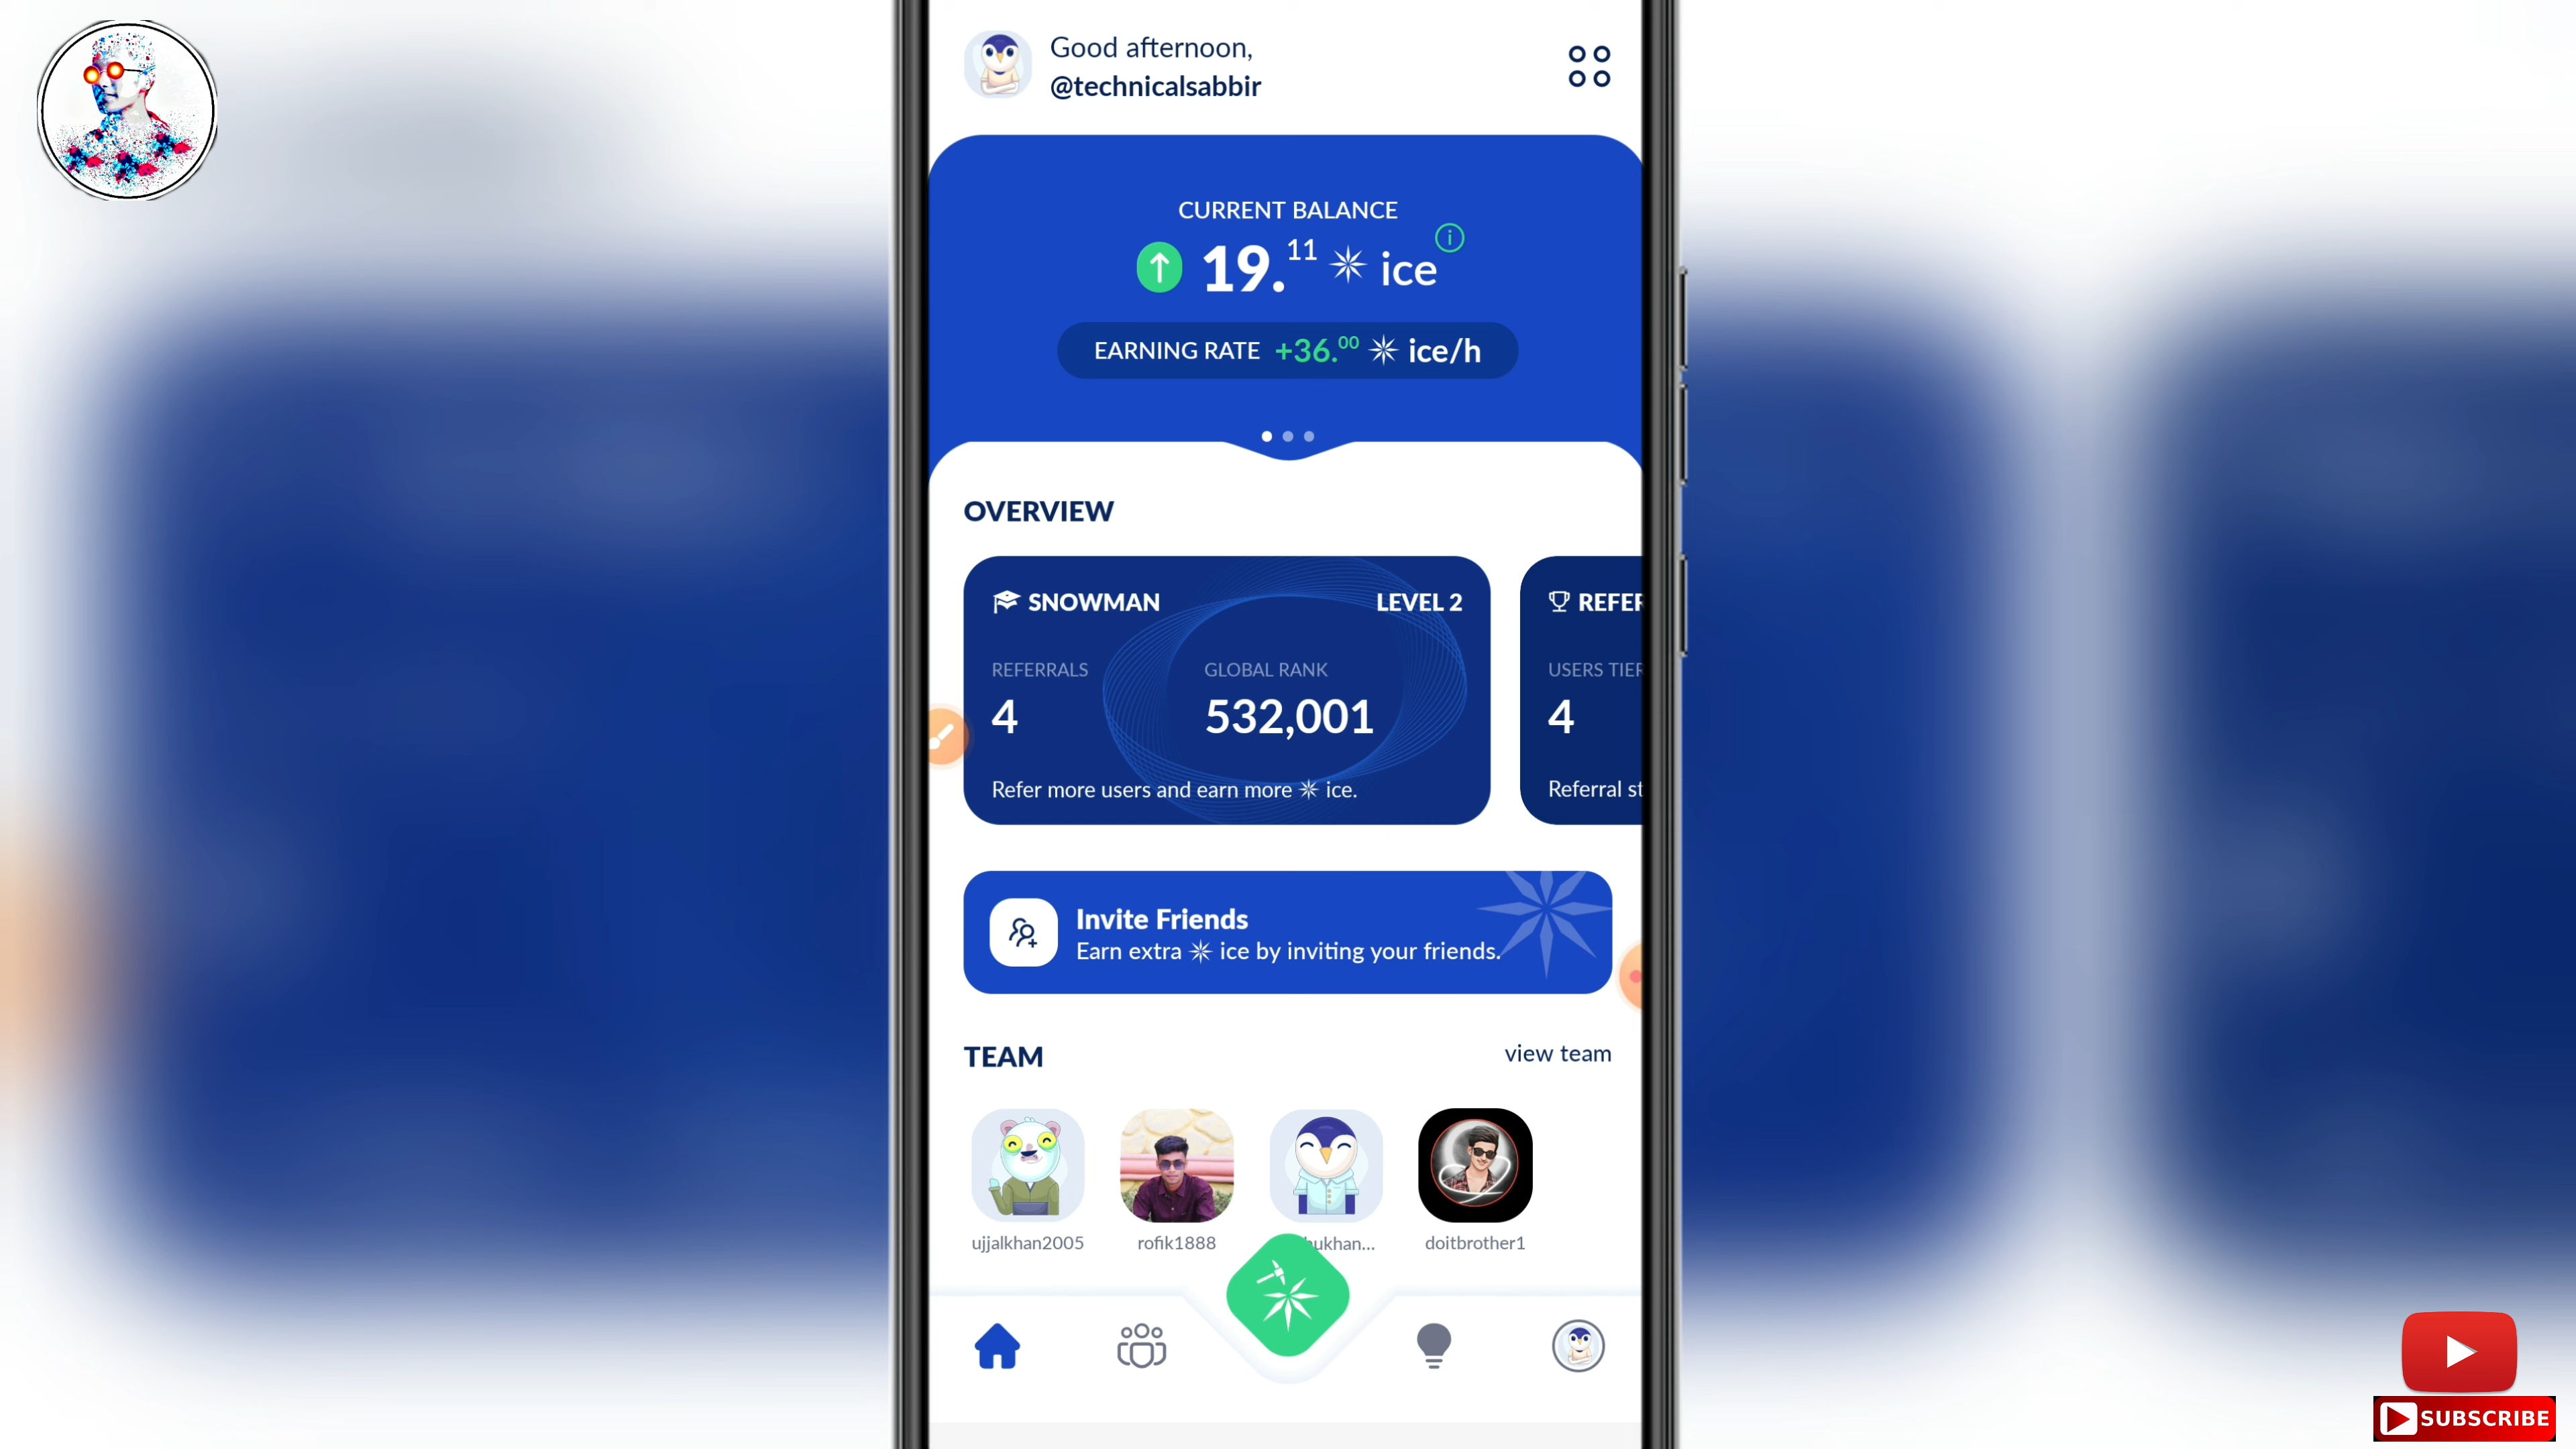 Good afternoon,
@technicalsabbir
CURRENT BALANCE
19.11 ice
EARNING RATE +36.00 ice/h
OVERVIEW
SNOWMAN LEVEL 2
REFERRALS GLOBAL RANK
4 532,001
Refer more users and earn more ice.
REFER
USERS TIER
4
Referral st
Invite Friends
Earn extra ice by inviting your friends.
TEAM view team
ujjalkhan2005 rofik1888 ukhan... doitbrother1
SUBSCRIBE